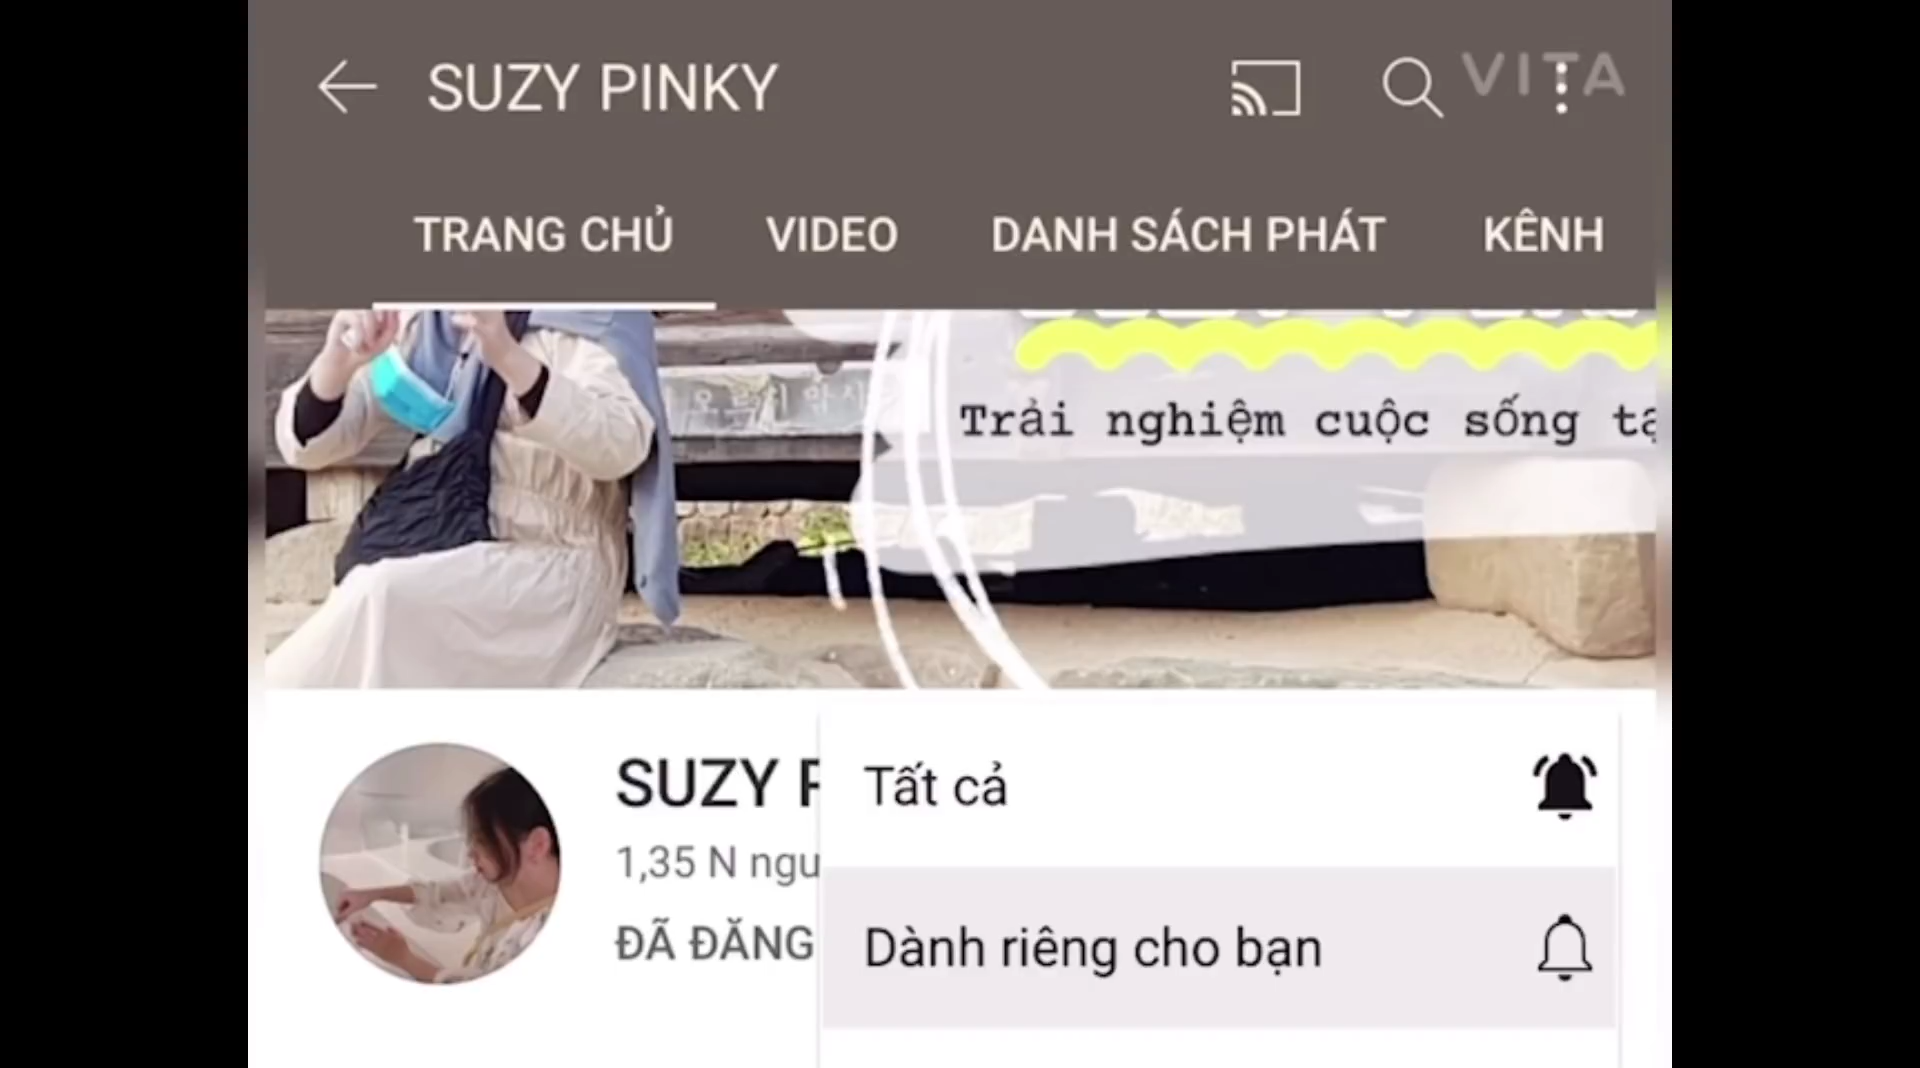 SUZY PINKY
VITA
TRANG CHỦ VIDEO DANH SÁCH PHÁT KÊNH
Trải nghiệm cuộc sống
SUZY
1,35 N
ĐÃ ĐĂNG
Tất cả
Dành riêng cho bạn